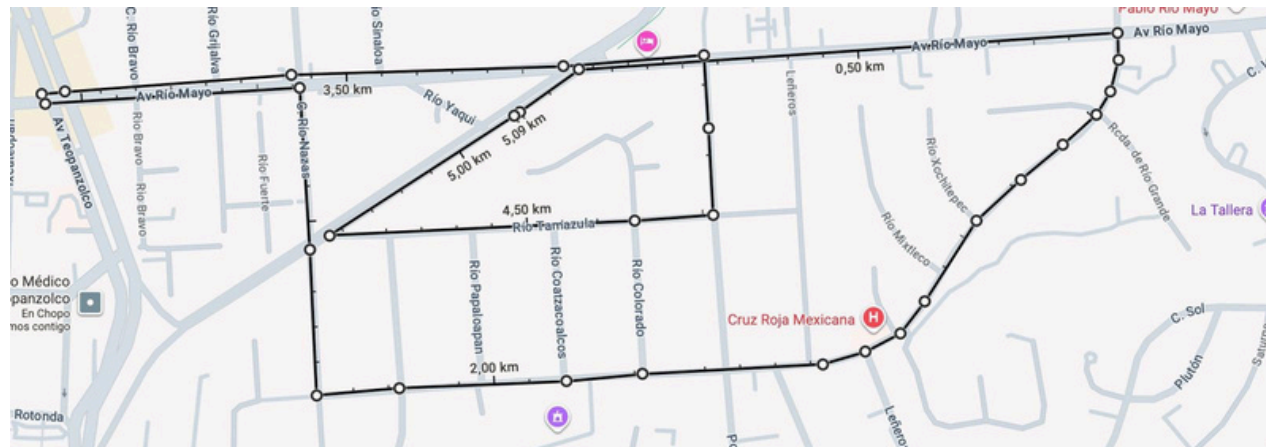 Pablo Río Mayo
Av Río Mayo
Av Río Mayo
0,50 km
C. Río Bravo
Río Grijalva
Río Sinaloa
3,50 km
Av Río Mayo
Río Yaqui
5,09 km
5,00 km
Leñeros
Av Teopanzolco
Río Bravo
Río Bravo
Río Fuerte
C. Río Nazas
4,50 km
Río Tamazula
Río Xochitepec
Rcda. de Río Grande
La Tallera
Río Mixtleco
Río Papaloapan
Río Coatzacoalcos
Río Colorado
o Médico
opanzolco
En Chopo
mos contigo
Cruz Roja Mexicana
H
C. Sol
Plutón
Saturno
2,00 km
Rotonda
Leñeros
Po
C. V